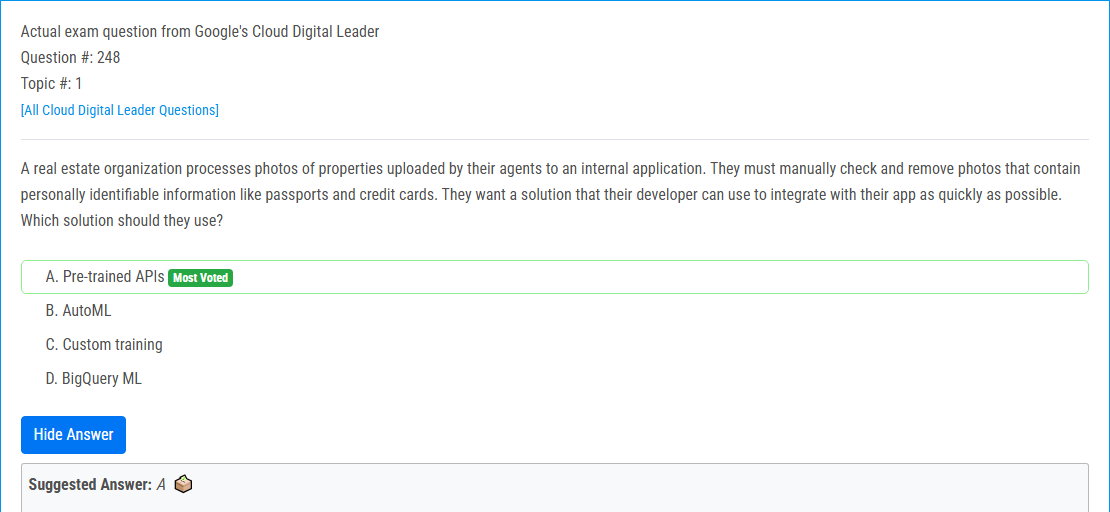 Actual exam question from Google's Cloud Digital Leader
Question #: 248
Topic #: 1
[All Cloud Digital Leader Questions]
A real estate organization processes photos of properties uploaded by their agents to an internal application. They must manually check and remove photos that contain
personally identifiable information like passports and credit cards. They want a solution that their developer can use to integrate with their app as quickly as possible.
Which solution should they use?
A. Pre-trained APIs Most Voted
B. AutoML
C. Custom training
D. BigQuery ML
Hide Answer
Suggested Answer: A